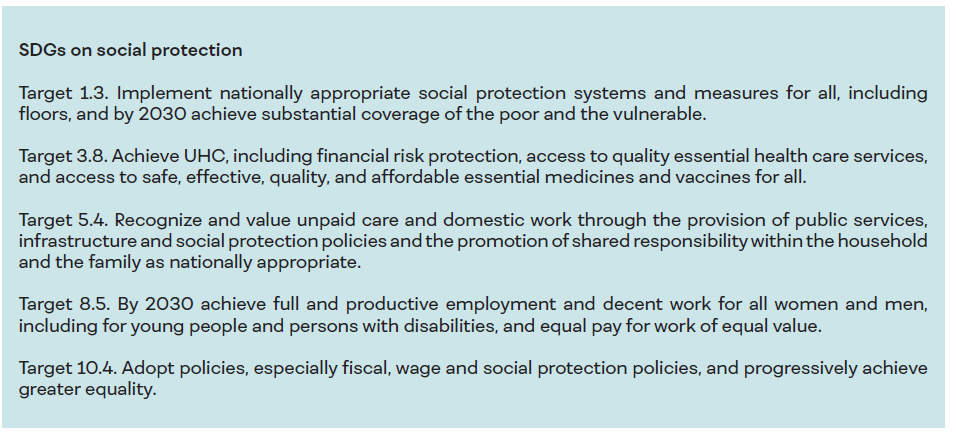 SDGs on social protection
Target 1.3. Implement nationally appropriate social protection systems and measures for all, including
floors, and by 2030 achieve substantial coverage of the poor and the vulnerable.
Target 3.8. Achieve UHC, including financial risk protection, access to quality essential health care services,
and access to safe, effective, quality, and affordable essential medicines and vaccines for all.
Target 5.4. Recognize and value unpaid care and domestic work through the provision of public services,
infrastructure and social protection policies and the promotion of shared responsibility within the household
and the family as nationally appropriate.
Target 8.5. By 2030 achieve full and productive employment and decent work for all women and men,
including for young people and persons with disabilities, and equal pay for work of equal value.
Target 10.4. Adopt policies, especially fiscal, wage and social protection policies, and progressively achieve
greater equality.